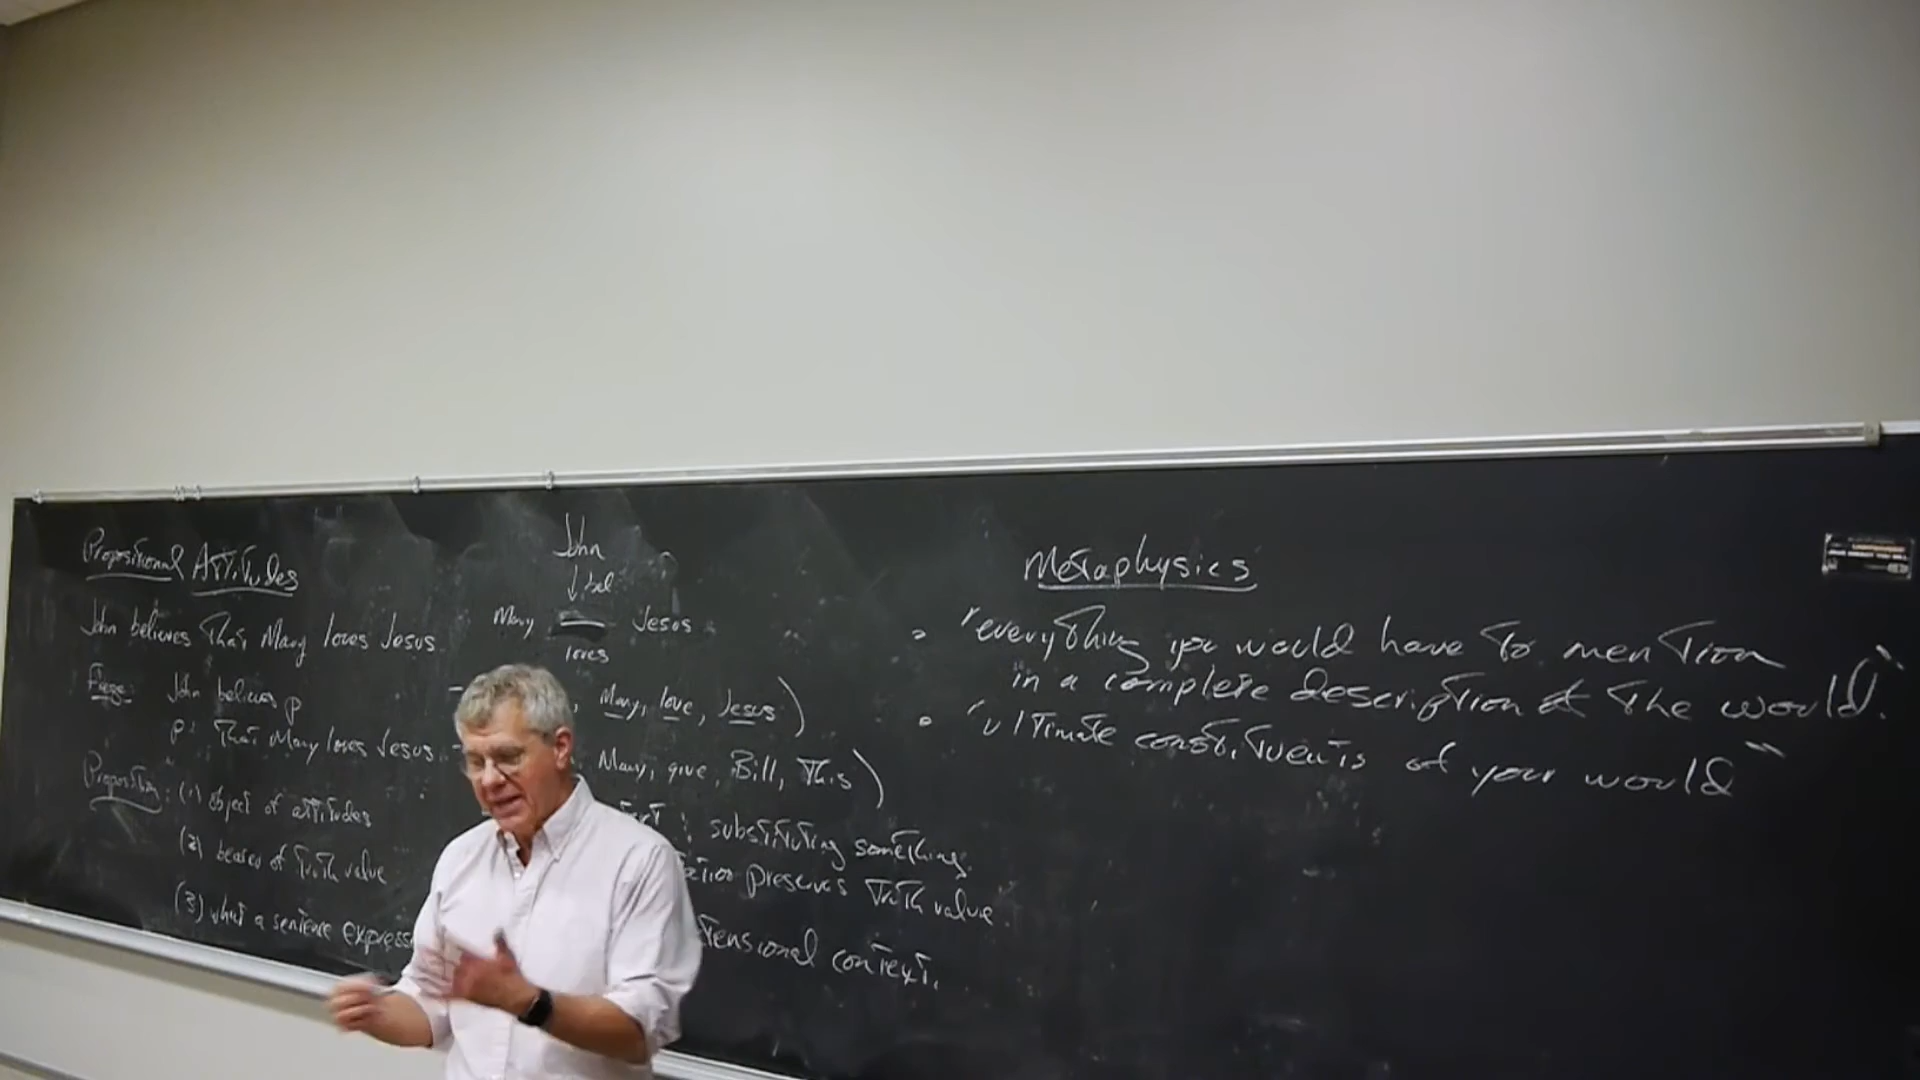 Propositional Attitudes
John believes that Mary loves Jesus
Frege: John believes p
p: That Mary loves Jesus
Proposition: (1) object of attitudes
(2) bearer of truth value
(3) what a sentence express
John
↓ bel
Mary Jesus
loves
, Mary, love, Jesus)
Mary, give, Bill, This)
: substituting something
preserves truth value
tensional context.
Metaphysics
• "everything you would have to mention
in a complete description of the world."
• "ultimate constituents of your world"